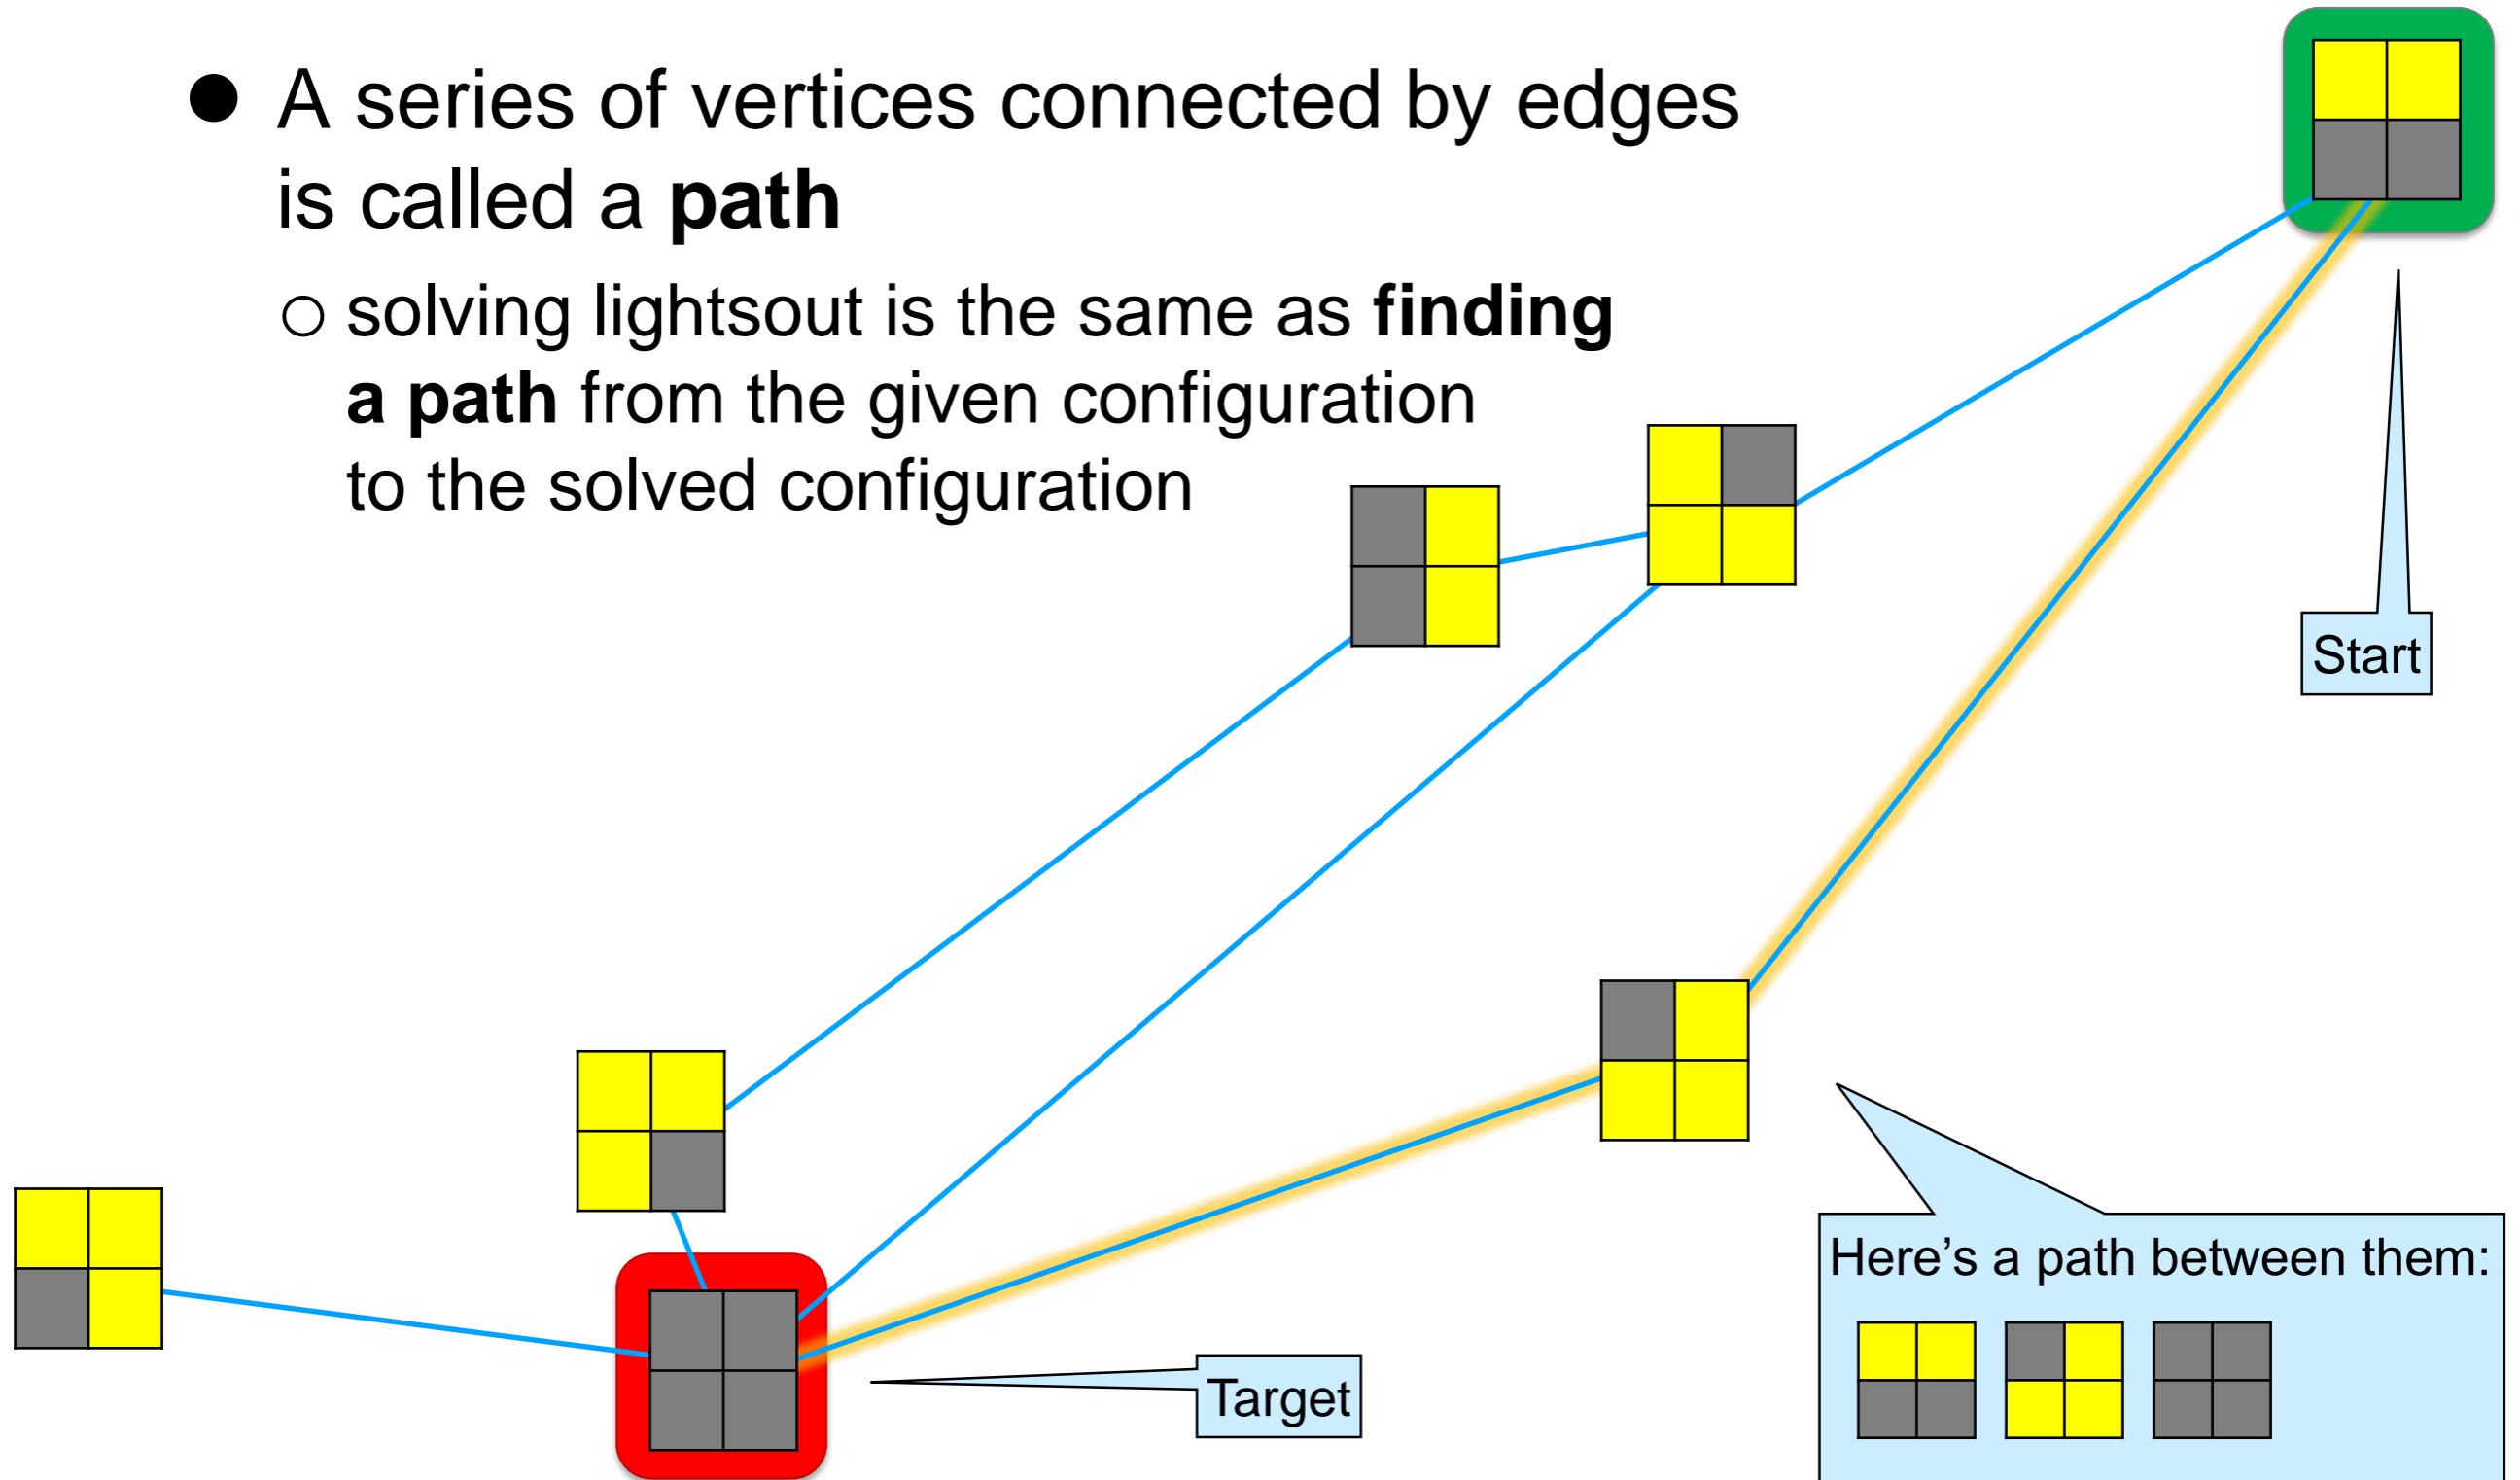 ● A series of vertices connected by edges
is called a path
○ solving lightsout is the same as finding
a path from the given configuration
to the solved configuration
Start
Here’s a path between them:
Target